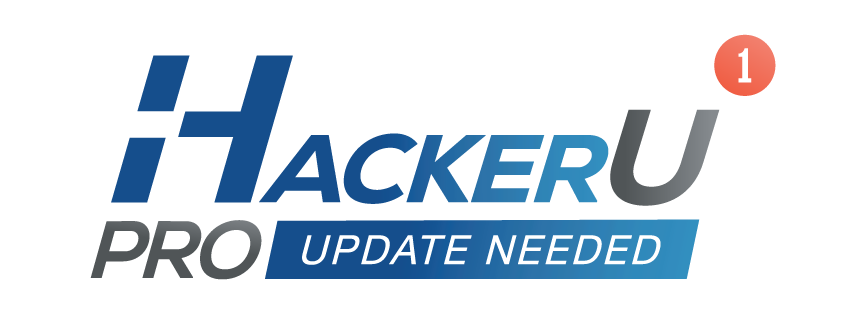 1
HACKERU
PRO UPDATE NEEDED